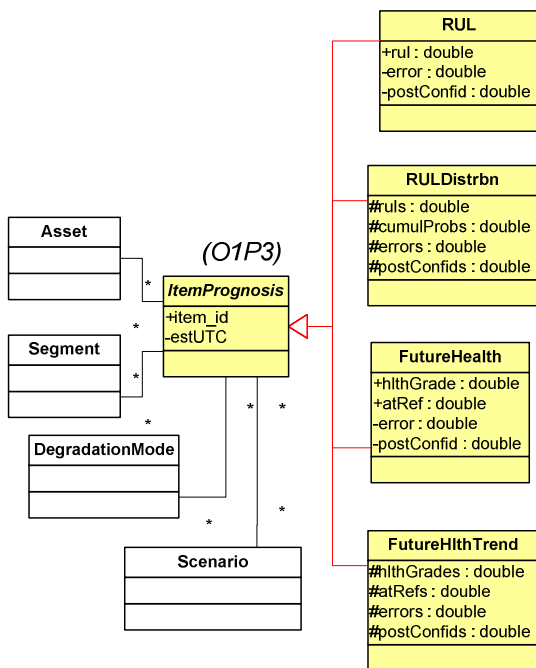 RUL
+rul : double
-error : double
-postConfid : double
RULDistrbn
#ruls : double
#cumulProbs : double
#errors : double
#postConfids : double
Asset
(O1P3)
*
ItemPrognosis
+item_id
-estUTC
*
Segment
*
FutureHealth
+hlthGrade : double
+atRef : double
-error : double
-postConfid : double
* *
*
DegradationMode
* *
Scenario
FutureHlthTrend
#hlthGrades : double
#atRefs : double
#errors : double
#postConfids : double